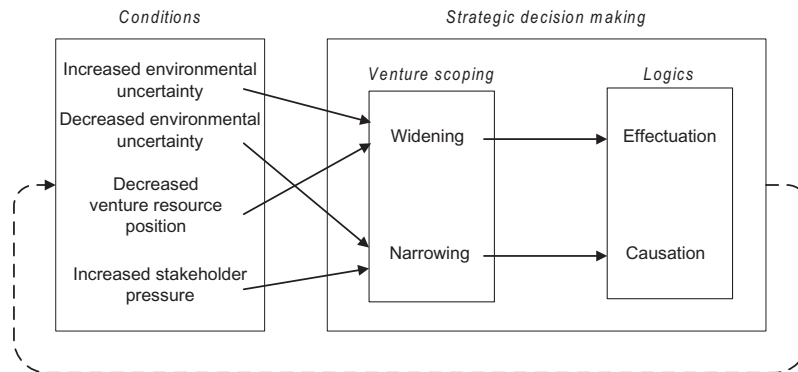 Conditions
Strategic decision making
Increased environmental
uncertainty
Decreased environmental
uncertainty
Decreased
venture resource
position
Increased stakeholder
pressure
Venture scoping
Widening
Narrowing
Logics
Effectuation
Causation